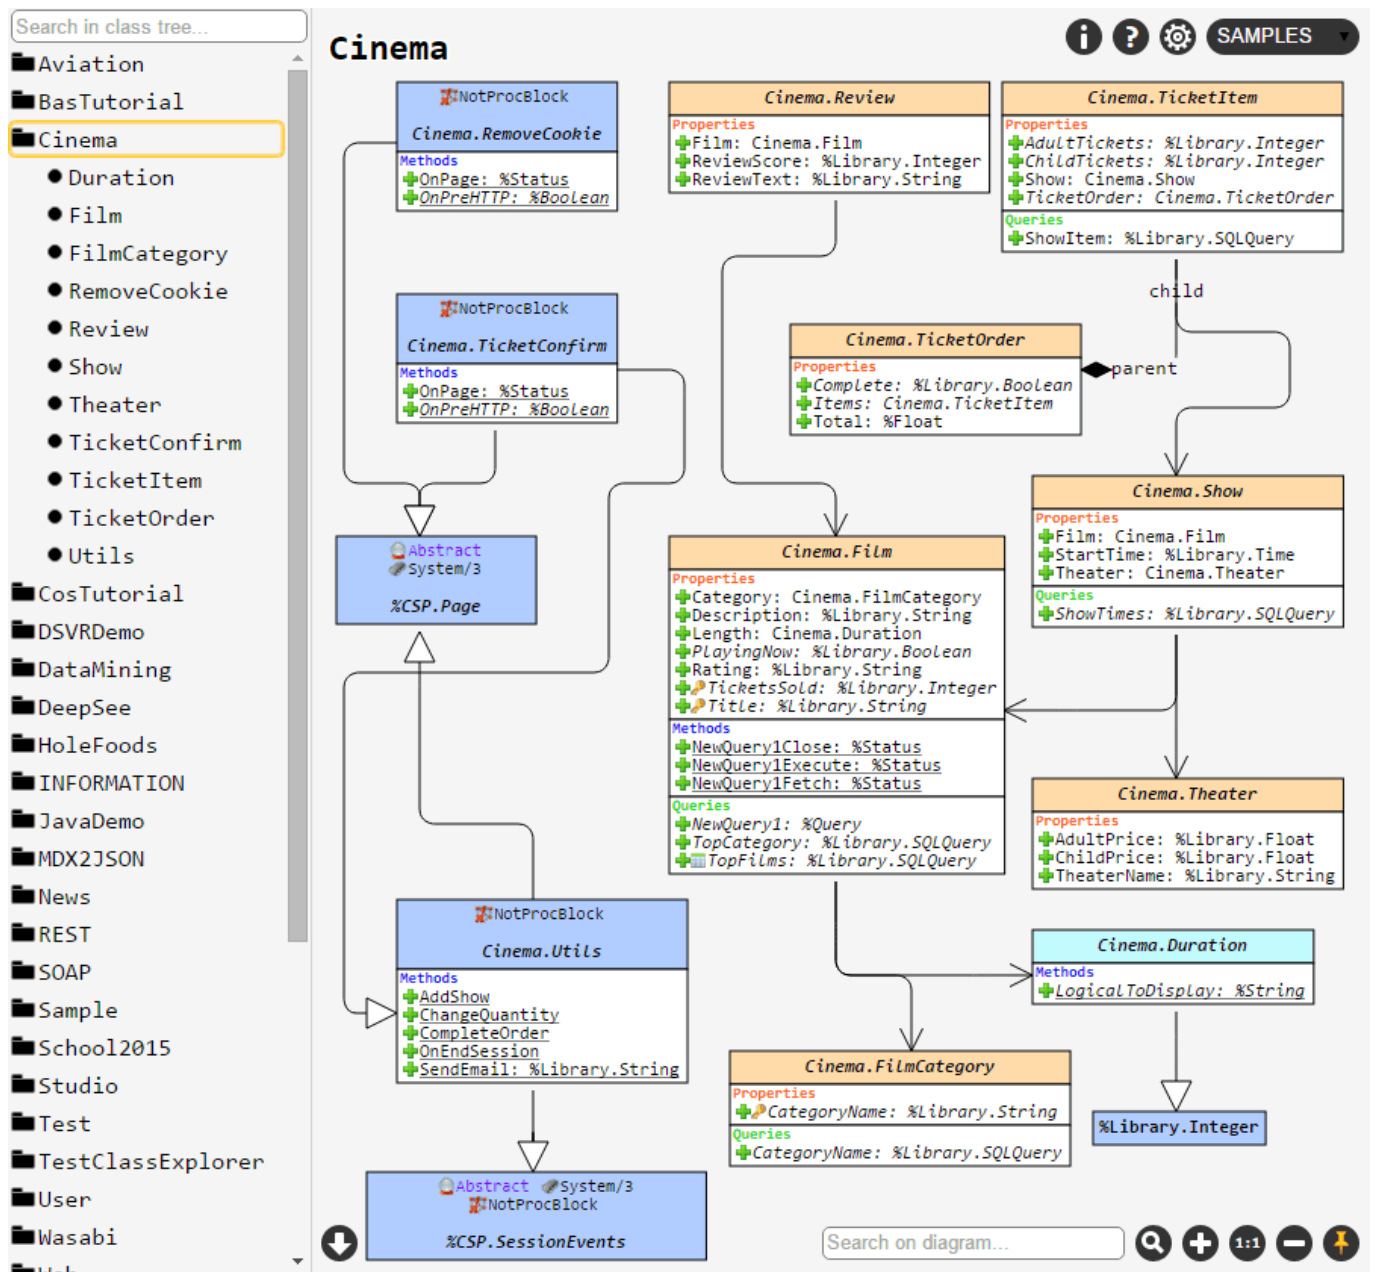 Search in class tree...
Aviation
BasTutorial
Cinema
Duration
Film
FilmCategory
RemoveCookie
Review
Show
Theater
TicketConfirm
TicketItem
TicketOrder
Utils
CosTutorial
DSVRDemo
DataMining
DeepSee
HoleFoods
INFORMATION
JavaDemo
MDX2JSON
News
REST
SOAP
Sample
School2015
Studio
Test
TestClassExplorer
User
Wasabi
Cinema
SAMPLES
NotProcBlock
Cinema.RemoveCookie
Methods
OnPage: %Status
OnPreHTTP: %Boolean
Cinema.Review
Properties
Film: Cinema.Film
ReviewScore: %Library.Integer
ReviewText: %Library.String
Cinema.TicketItem
Properties
AdultTickets: %Library.Integer
ChildTickets: %Library.Integer
Show: Cinema.Show
TicketOrder: Cinema.TicketOrder
Queries
ShowItem: %Library.SQLQuery
child
NotProcBlock
Cinema.TicketConfirm
Methods
OnPage: %Status
OnPreHTTP: %Boolean
Cinema.TicketOrder
Properties
Complete: %Library.Boolean
Items: Cinema.TicketItem
Total: %Float
parent
Cinema.Show
Properties
Film: Cinema.Film
StartTime: %Library.Time
Theater: Cinema.Theater
Queries
ShowTimes: %Library.SQLQuery
Abstract
System/3
%CSP.Page
Cinema.Film
Properties
Category: Cinema.FilmCategory
Description: %Library.String
Length: Cinema.Duration
PlayingNow: %Library.Boolean
Rating: %Library.String
TicketsSold: %Library.Integer
Title: %Library.String
Methods
NewQuery1Close: %Status
NewQuery1Execute: %Status
NewQuery1Fetch: %Status
Queries
NewQuery1: %Query
TopCategory: %Library.SQLQuery
TopFilms: %Library.SQLQuery
Cinema.Theater
Properties
AdultPrice: %Library.Float
ChildPrice: %Library.Float
TheaterName: %Library.String
NotProcBlock
Cinema.Utils
Methods
AddShow
ChangeQuantity
CompleteOrder
OnEndSession
SendEmail: %Library.String
Cinema.Duration
Methods
LogicalToDisplay: %String
Cinema.FilmCategory
Properties
CategoryName: %Library.String
Queries
CategoryName: %Library.SQLQuery
%Library.Integer
Abstract System/3
NotProcBlock
%CSP.SessionEvents
Search on diagram...
1:1